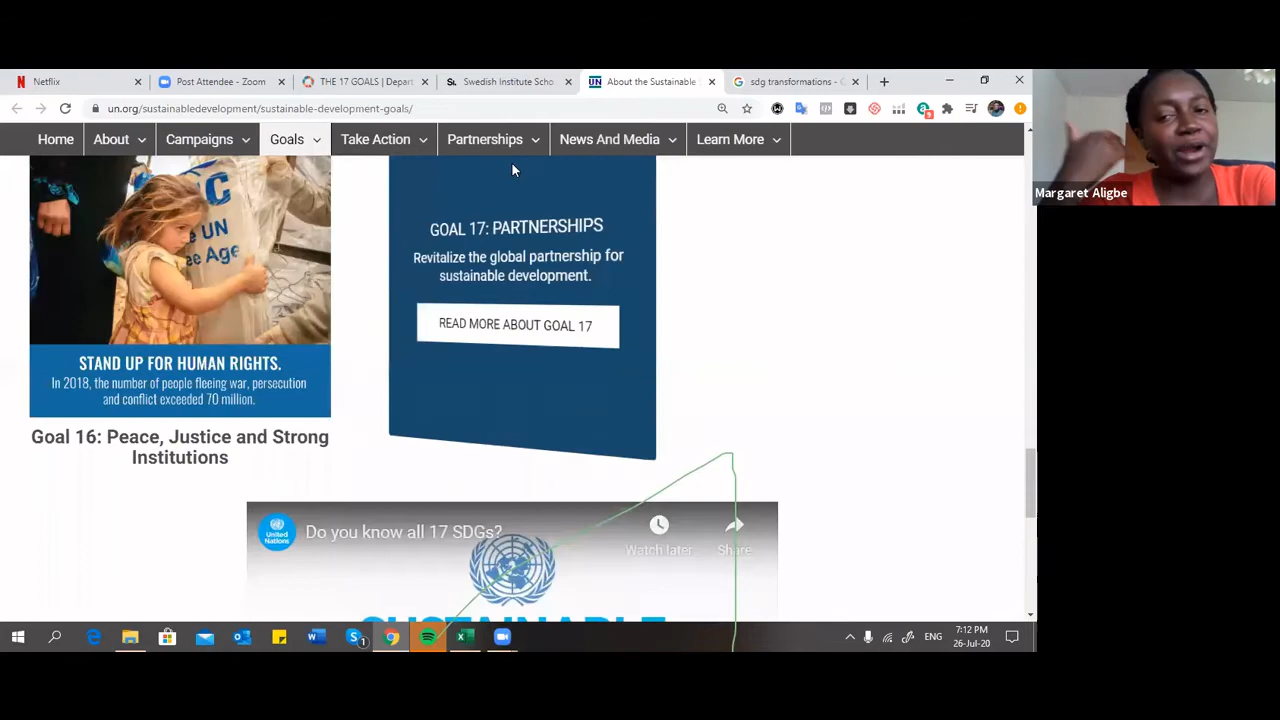 Netflix
Post Attendee - Zoom
THE 17 GOALS | Depart
Swedish Institute Scho
UN
About the Sustainable
sdg transformations - G
un.org/sustainabledevelopment/sustainable-development-goals/
Home
About
Campaigns
Goals
Take Action
Partnerships
News And Media
Learn More
Margaret Aligbe
STAND UP FOR HUMAN RIGHTS.
In 2018, the number of people fleeing war, persecution
and conflict exceeded 70 million.
Goal 16: Peace, Justice and Strong
Institutions
GOAL 17: PARTNERSHIPS
Revitalize the global partnership for
sustainable development.
READ MORE ABOUT GOAL 17
United
Nations
Do you know all 17 SDGs?
Watch later
Share
SUSTAINABLE
ENG
7:12 PM
26-Jul-20